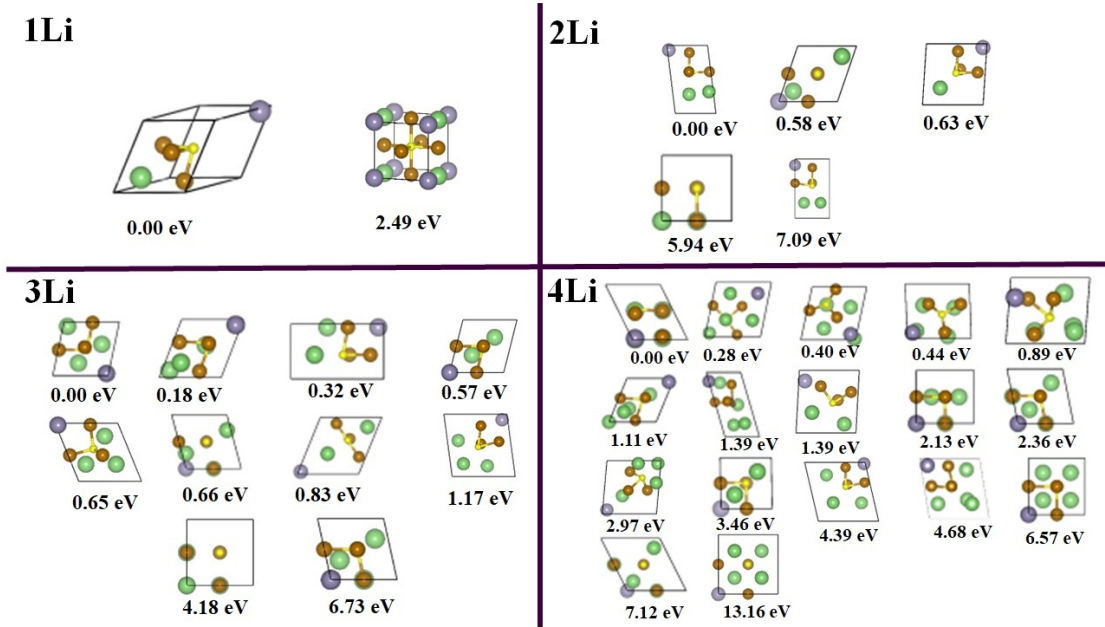 1Li
0.00 eV 2.49 eV
2Li
0.00 eV 0.58 eV 0.63 eV
5.94 eV 7.09 eV
3Li
0.00 eV 0.18 eV 0.32 eV 0.57 eV
0.65 eV 0.66 eV 0.83 eV 1.17 eV
4.18 eV 6.73 eV
4Li
0.00 eV 0.28 eV 0.40 eV 0.44 eV 0.89 eV
1.11 eV 1.39 eV 1.39 eV 2.13 eV 2.36 eV
2.97 eV 3.46 eV 4.39 eV 4.68 eV 6.57 eV
7.12 eV 13.16 eV